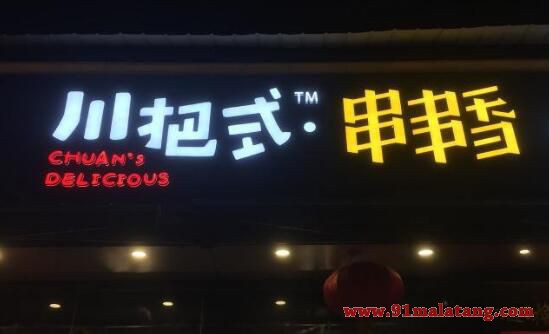 川把式™·串串香
CHUAN's
DELICIOUS
www.91malatang.com